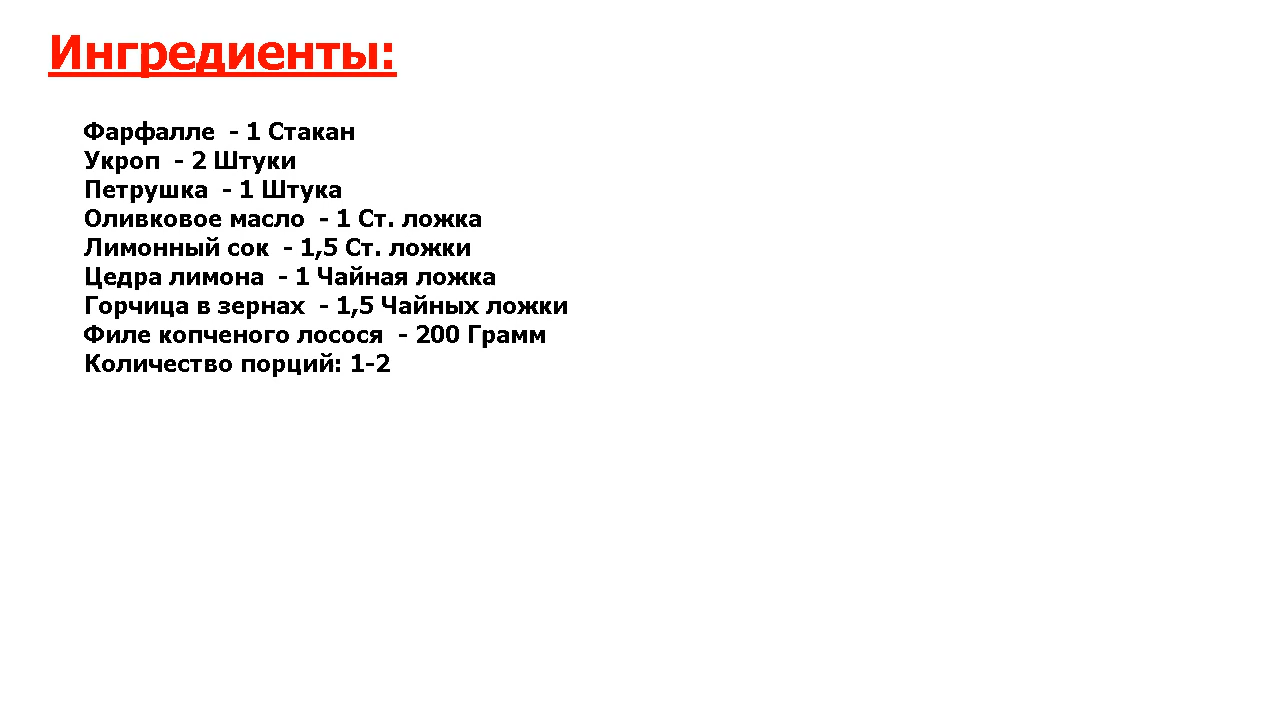 Ингредиенты:
Фарфалле  - 1 Стакан
Укроп  - 2 Штуки
Петрушка  - 1 Штука
Оливковое масло  - 1 Ст. ложка
Лимонный сок  - 1,5 Ст. ложки
Цедра лимона  - 1 Чайная ложка
Горчица в зернах  - 1,5 Чайных ложки
Филе копченого лосося  - 200 Грамм
Количество порций: 1-2